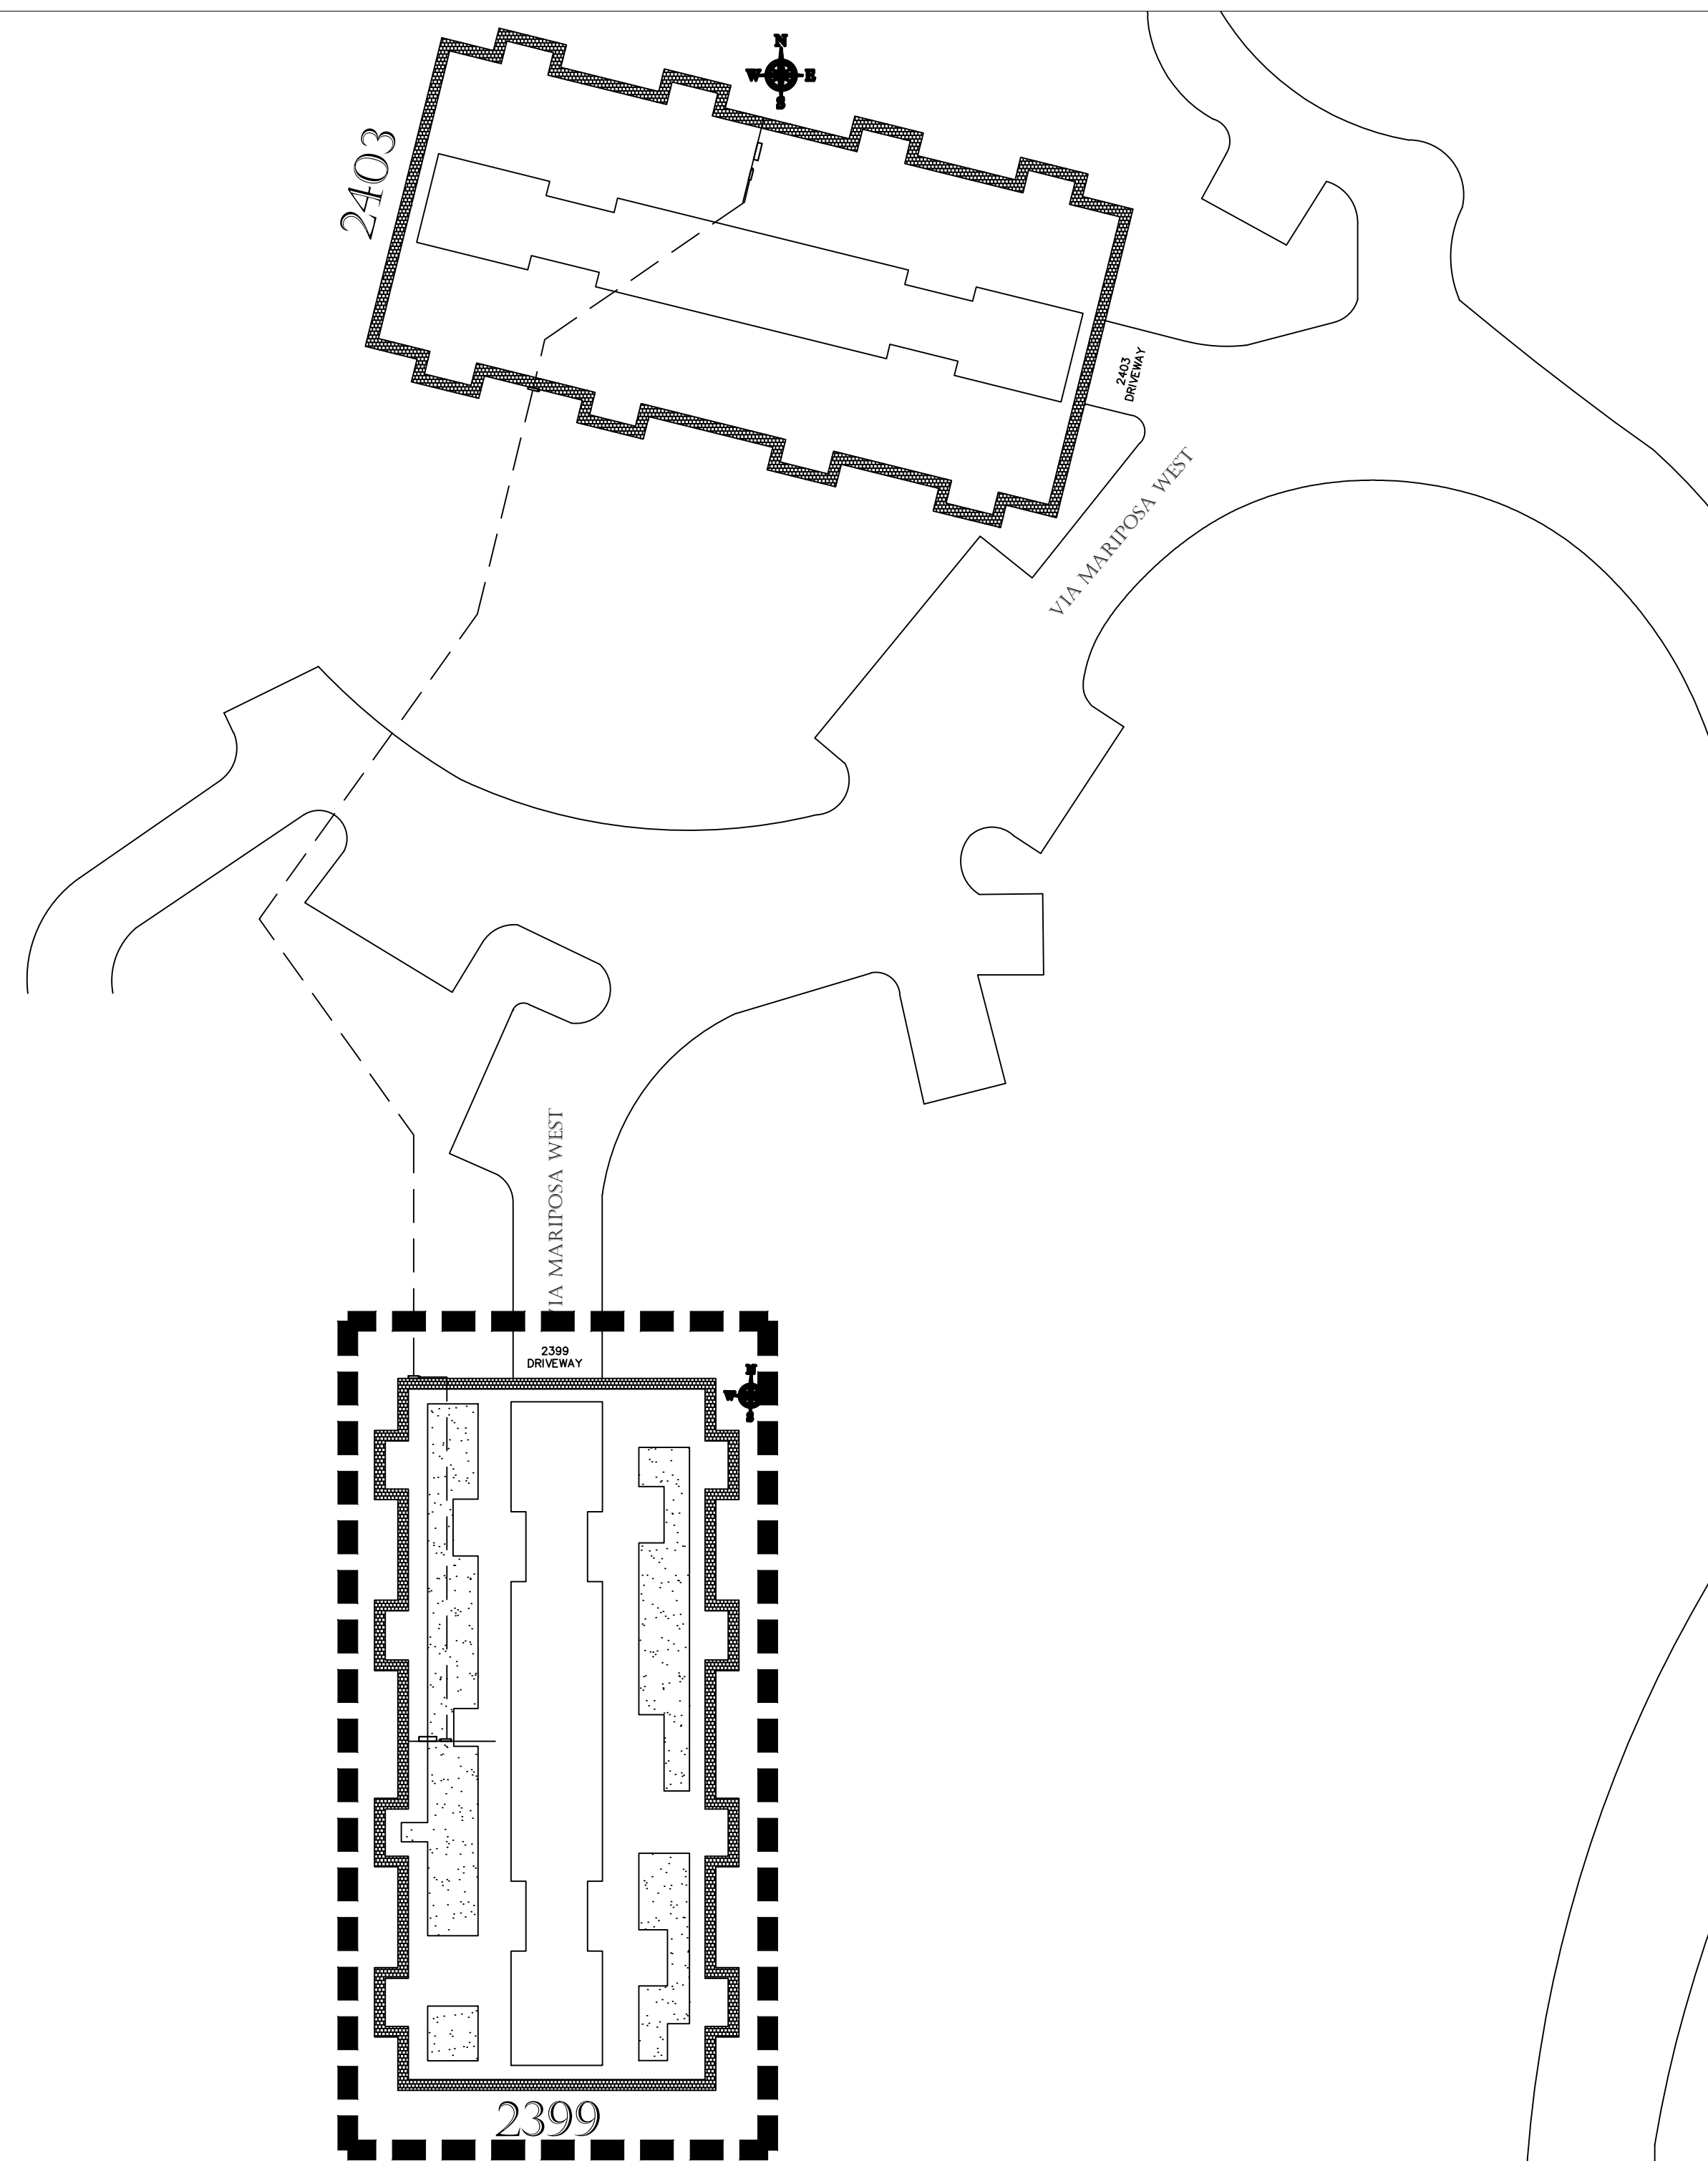 N
W E
S
2403
2403
DRIVEWAY
VIA MARIPOSA WEST
VIA MARIPOSA WEST
2399
DRIVEWAY
N
W
S
2399